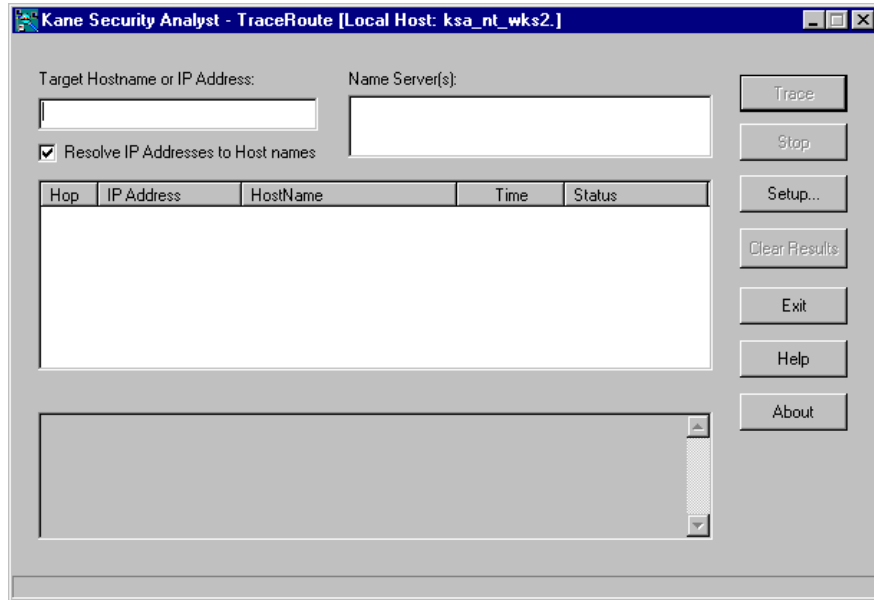 Kane Security Analyst - TraceRoute [Local Host: ksa_nt_wks2.]
Target Hostname or IP Address:
Name Server(s):
Trace
Resolve IP Addresses to Host names
Stop
Hop IP Address HostName Time Status
Setup...
Clear Results
Exit
Help
About